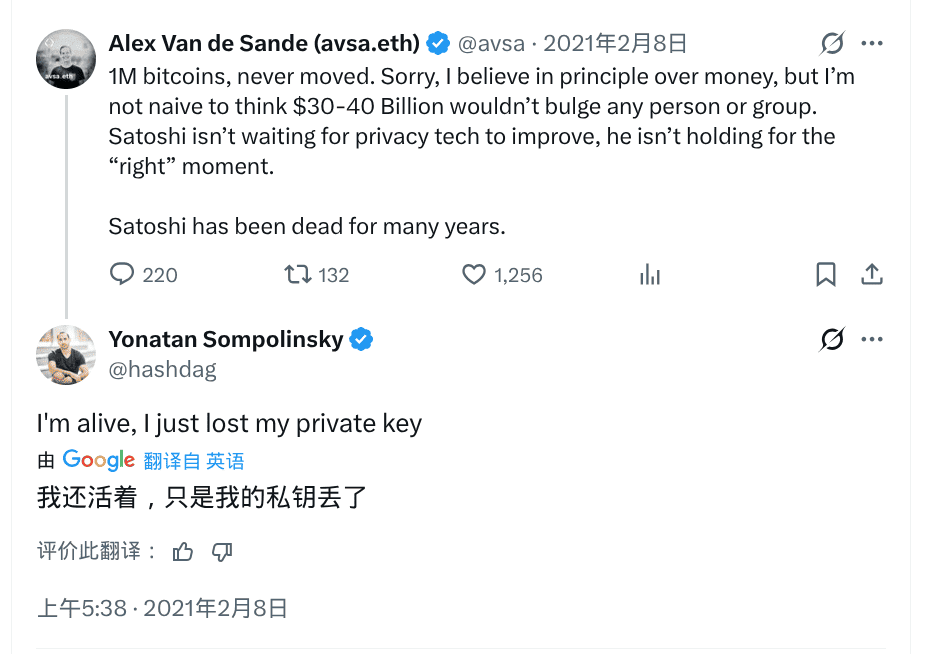 Alex Van de Sande (avsa.eth) @avsa · 2021年2月8日
1M bitcoins, never moved. Sorry, I believe in principle over money, but I’m
not naive to think $30-40 Billion wouldn’t bulge any person or group.
Satoshi isn’t waiting for privacy tech to improve, he isn’t holding for the
“right” moment.
Satoshi has been dead for many years.
220 132 1,256
Yonatan Sompolinsky
@hashdag
I'm alive, I just lost my private key
由 Google 翻译自 英语
我还活着，只是我的私钥丢了
评价此翻译：
上午5:38 · 2021年2月8日